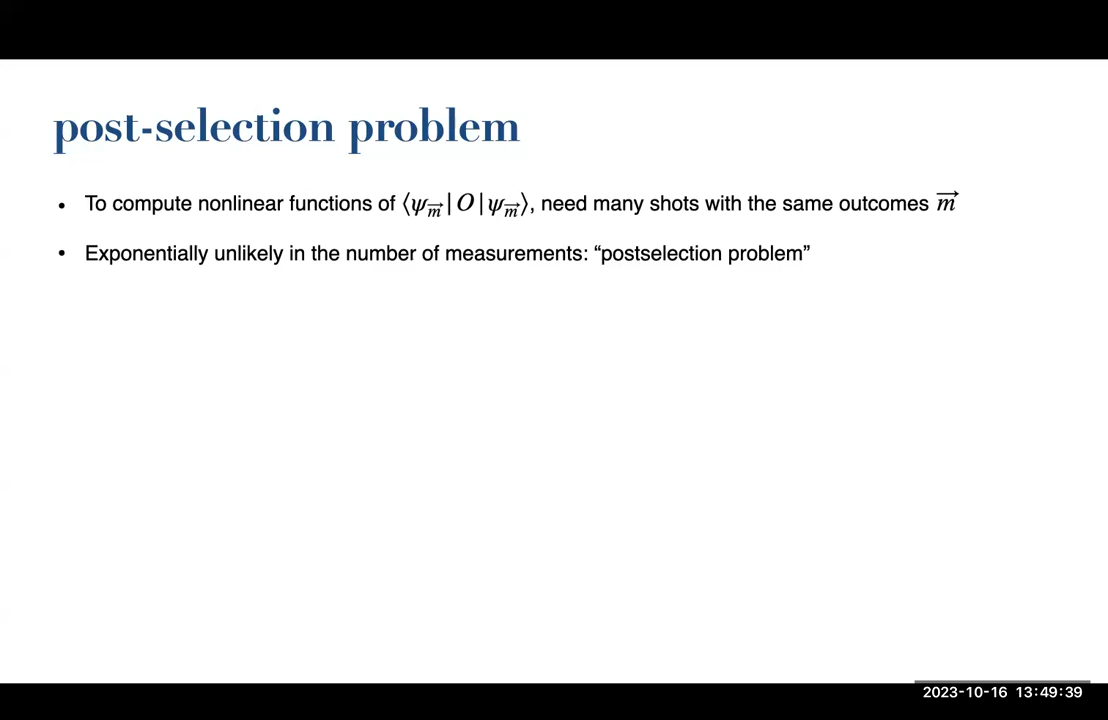 post-selection problem
• To compute nonlinear functions of ⟨ψ_m⃗|O|ψ_m⃗⟩, need many shots with the same outcomes m⃗
• Exponentially unlikely in the number of measurements: “postselection problem”
2023-10-16 13:49:39